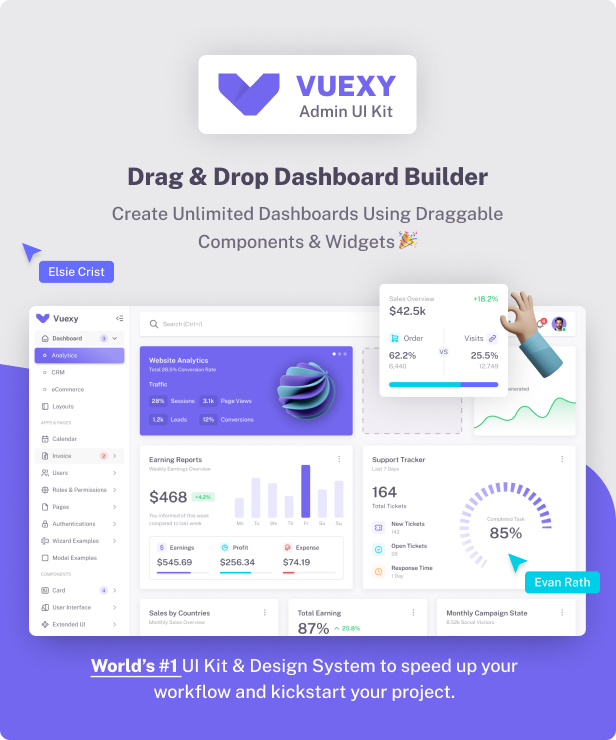 VUEXY
Admin UI Kit
Drag & Drop Dashboard Builder
Create Unlimited Dashboards Using Draggable
Components & Widgets 🎉
Elsie Crist
Vuexy
Dashboard 3
Analytics
CRM
eCommerce
Layouts
APPS & PAGES
Calendar
Invoice 2
Users
Roles & Permissions
Pages
Authentications
Wizard Examples
Modal Examples
COMPONENTS
Card 4
User Interface
Extended UI
Search (Ctrl+/)
Sales Overview +18.2%
$42.5k
Order Visits
62.2% VS 25.5%
6,440 12,749
Website Analytics
Total 28.5% Conversion Rate
Traffic
28% Sessions 3.1k Page Views
1.2k Leads 12% Conversions
Generated
Earning Reports
Weekly Earnings Overview
$468 +4.2%
You informed of this week
compared to last week
Mo Tu We Th Fr Sa Su
Earnings Profit Expense
$545.69 $256.34 $74.19
Support Tracker
Last 7 Days
164
Total Tickets
New Tickets
142
Open Tickets
Response Time
1 Day
Completed Task
85%
Evan Rath
Sales by Countries
Monthly Sales Overview
Total Earning
87% 25.8%
Monthly Campaign State
8.52k Social Visitors
World's #1 UI Kit & Design System to speed up your
workflow and kickstart your project.